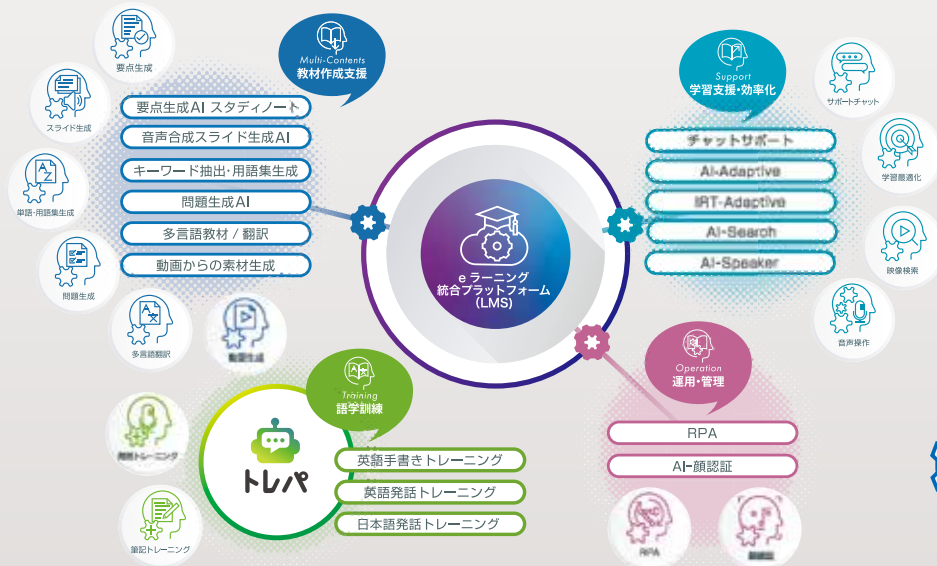 要点生成
スライド生成
単語・用語集生成
問題生成
多言語翻訳
動画生成
Multi-Contents
教材作成支援
要点生成AI スタディノート
音声合成スライド生成AI
キーワード抽出・用語集生成
問題生成AI
多言語教材 / 翻訳
動画からの素材生成
eラーニング
統合プラットフォーム
(LMS)
Support
学習支援・効率化
チャットサポート
AI-Adaptive
IRT-Adaptive
AI-Search
AI-Speaker
サポートチャット
学習最適化
映像検索
音声操作
Training
語学訓練
トレパ
英語手書きトレーニング
英語発話トレーニング
日本語発話トレーニング
筆記トレーニング
Operation
運用・管理
RPA
AI-顔認証
RPA